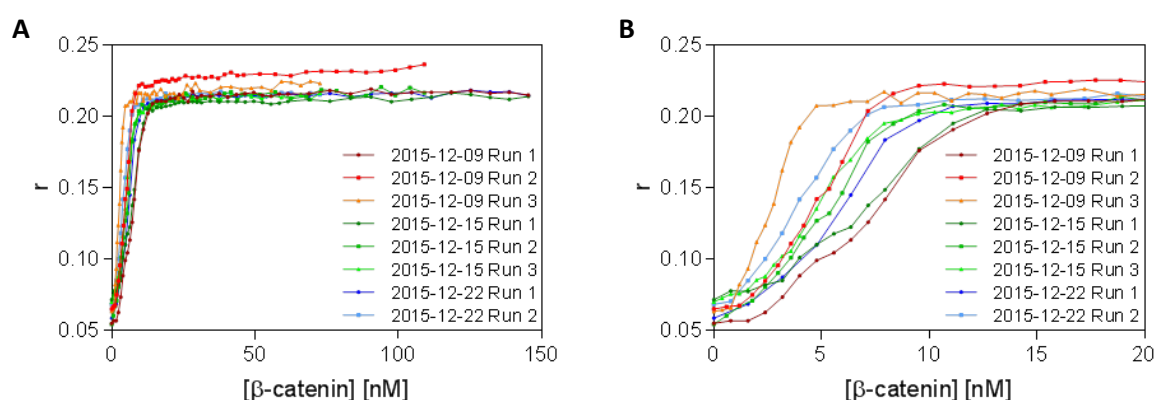 A
0.25
0.20
0.15
0.10
0.05
r
0 50 100 150
[β-catenin] [nM]
2015-12-09 Run 1
2015-12-09 Run 2
2015-12-09 Run 3
2015-12-15 Run 1
2015-12-15 Run 2
2015-12-15 Run 3
2015-12-22 Run 1
2015-12-22 Run 2
B
0.25
0.20
0.15
0.10
0.05
r
0 5 10 15 20
[β-catenin] [nM]
2015-12-09 Run 1
2015-12-09 Run 2
2015-12-09 Run 3
2015-12-15 Run 1
2015-12-15 Run 2
2015-12-15 Run 3
2015-12-22 Run 1
2015-12-22 Run 2